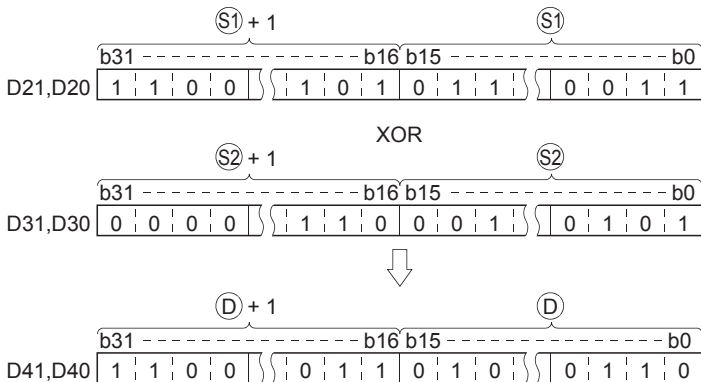 S1 + 1 S1
b31 b16 b15 b0
D21,D20 1 1 0 0 1 0 1 0 1 1 0 0 1 1
XOR
S2 + 1 S2
b31 b16 b15 b0
D31,D30 0 0 0 0 1 1 0 0 0 1 0 1 0 1
D + 1 D
b31 b16 b15 b0
D41,D40 1 1 0 0 0 1 1 0 1 0 0 1 1 0